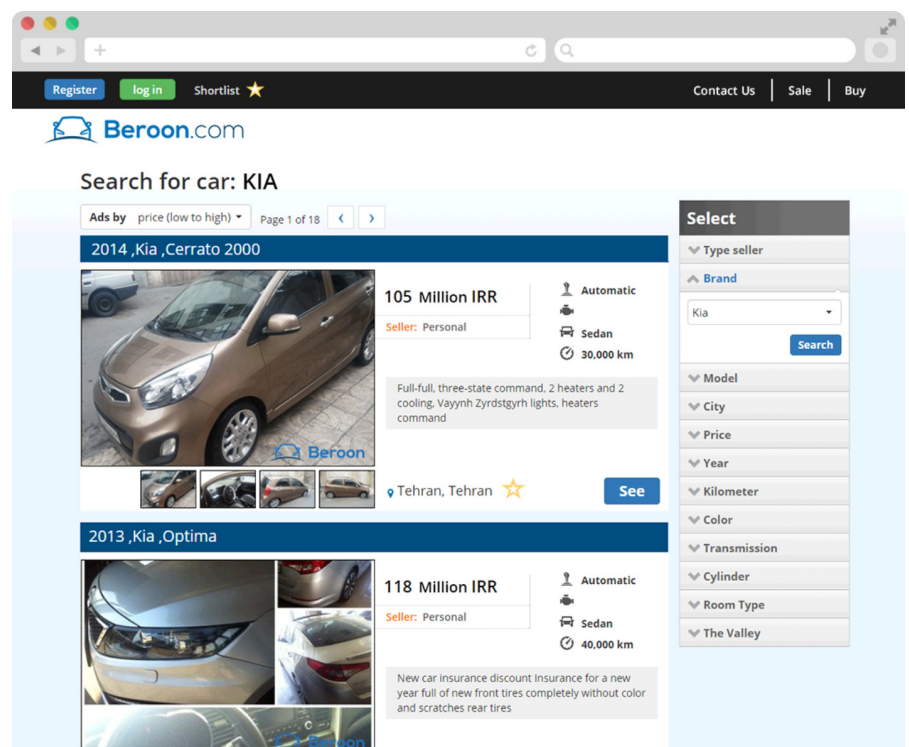 Register
log in
Shortlist
Contact Us
Sale
Buy
Beroon.com
Search for car: KIA
Ads by price (low to high)
Page 1 of 18
2014 ,Kia ,Cerrato 2000
105 Million IRR
Seller: Personal
Automatic
Sedan
30,000 km
Full-full, three-state command, 2 heaters and 2
cooling, Vayynh Zyrdstgyrh lights, heaters
command
Beroon
Tehran, Tehran
See
2013 ,Kia ,Optima
118 Million IRR
Seller: Personal
Automatic
Sedan
40,000 km
New car insurance discount Insurance for a new
year full of new front tires completely without color
and scratches rear tires
Beroon
Select
Type seller
Brand
Kia
Search
Model
City
Price
Year
Kilometer
Color
Transmission
Cylinder
Room Type
The Valley